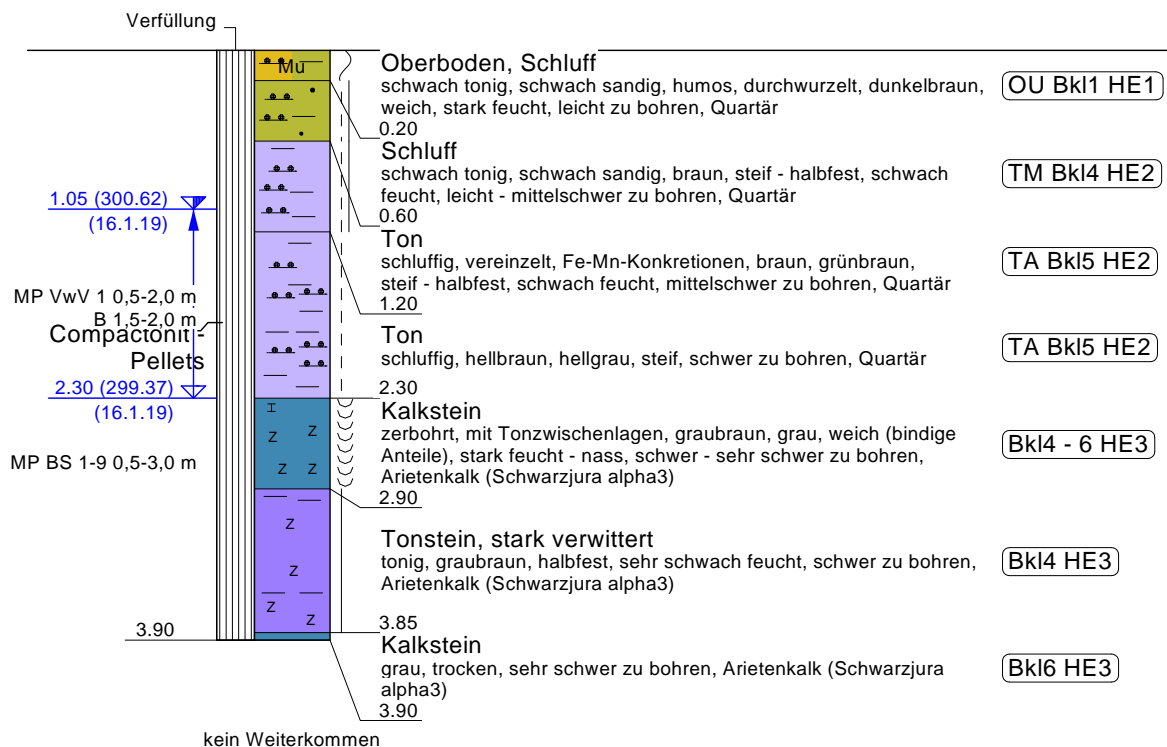 Verfüllung
Mu
Oberboden, Schluff
schwach tonig, schwach sandig, humos, durchwurzelt, dunkelbraun,
weich, stark feucht, leicht zu bohren, Quartär
0.20
OU Bkl1 HE1
Schluff
schwach tonig, schwach sandig, braun, steif - halbfest, schwach
feucht, leicht - mittelschwer zu bohren, Quartär
0.60
TM Bkl4 HE2
1.05 (300.62)
(16.1.19)
Ton
schluffig, vereinzelt, Fe-Mn-Konkretionen, braun, grünbraun,
steif - halbfest, schwach feucht, mittelschwer zu bohren, Quartär
1.20
TA Bkl5 HE2
MP VwV 1 0,5-2,0 m
B 1,5-2,0 m
Compactonit -
Pellets
Ton
schluffig, hellbraun, hellgrau, steif, schwer zu bohren, Quartär
2.30
TA Bkl5 HE2
2.30 (299.37)
(16.1.19)
Kalkstein
zerbohrt, mit Tonzwischenlagen, graubraun, grau, weich (bindige
Anteile), stark feucht - nass, schwer - sehr schwer zu bohren,
Arietenkalk (Schwarzjura alpha3)
2.90
Bkl4 - 6 HE3
MP BS 1-9 0,5-3,0 m
I
Z Z
Z Z
Z
Z
Z
Z
Tonstein, stark verwittert
tonig, graubraun, halbfest, sehr schwach feucht, schwer zu bohren,
Arietenkalk (Schwarzjura alpha3)
3.85
Bkl4 HE3
3.90
Kalkstein
grau, trocken, sehr schwer zu bohren, Arietenkalk (Schwarzjura
alpha3)
3.90
Bkl6 HE3
kein Weiterkommen